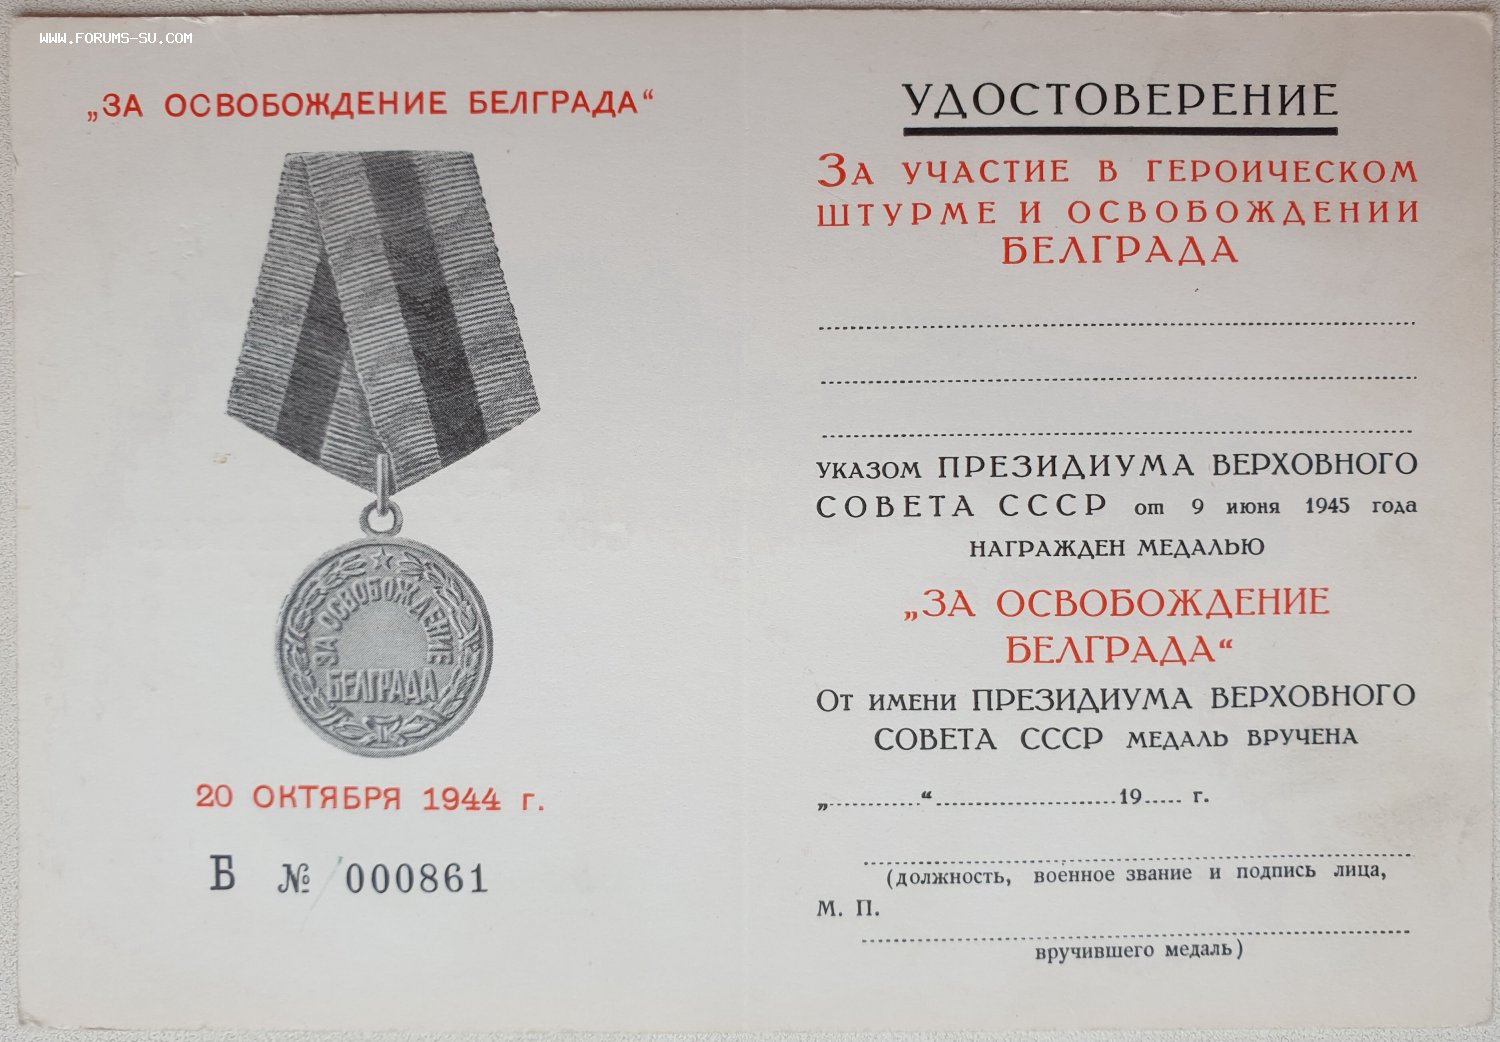 WWW.FORUMS-SU.COM
„ЗА ОСВОБОЖДЕНИЕ БЕЛГРАДА“
ЗА ОСВОБОЖДЕНИЕ
БЕЛГРАДА
20 ОКТЯБРЯ 1944 г.
Б № 000861
УДОСТОВЕРЕНИЕ
ЗА УЧАСТИЕ В ГЕРОИЧЕСКОМ
ШТУРМЕ И ОСВОБОЖДЕНИИ
БЕЛГРАДА
УКАЗОМ ПРЕЗИДИУМА ВЕРХОВНОГО
СОВЕТА СССР от 9 июня 1945 года
НАГРАЖДЕН МЕДАЛЬЮ
„ЗА ОСВОБОЖДЕНИЕ
БЕЛГРАДА“
ОТ ИМЕНИ ПРЕЗИДИУМА ВЕРХОВНОГО
СОВЕТА СССР МЕДАЛЬ ВРУЧЕНА
„...........“.......................19..... г.
(должность, военное звание и подпись лица,
М. П.
вручившего медаль)